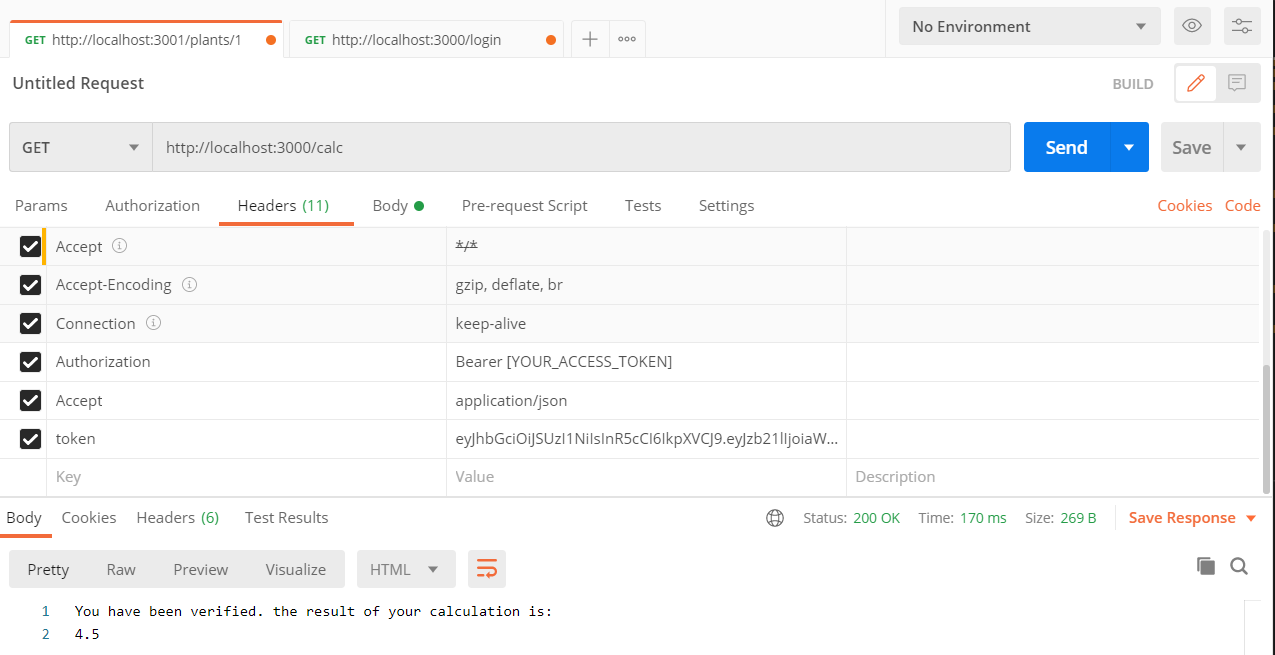 GET http://localhost:3001/plants/1
GET http://localhost:3000/login
No Environment
Untitled Request
BUILD
GET http://localhost:3000/calc Send Save
Params Authorization Headers (11) Body Pre-request Script Tests Settings Cookies Code
Accept */*
Accept-Encoding gzip, deflate, br
Connection keep-alive
Authorization Bearer [YOUR_ACCESS_TOKEN]
Accept application/json
token eyJhbGciOiJSUzI1NiIsInR5cCI6IkpXVCJ9.eyJzb21lIjoiaW...
Key Value Description
Body Cookies Headers (6) Test Results Status: 200 OK Time: 170 ms Size: 269 B Save Response
Pretty Raw Preview Visualize HTML
1 You have been verified. the result of your calculation is:
2 4.5